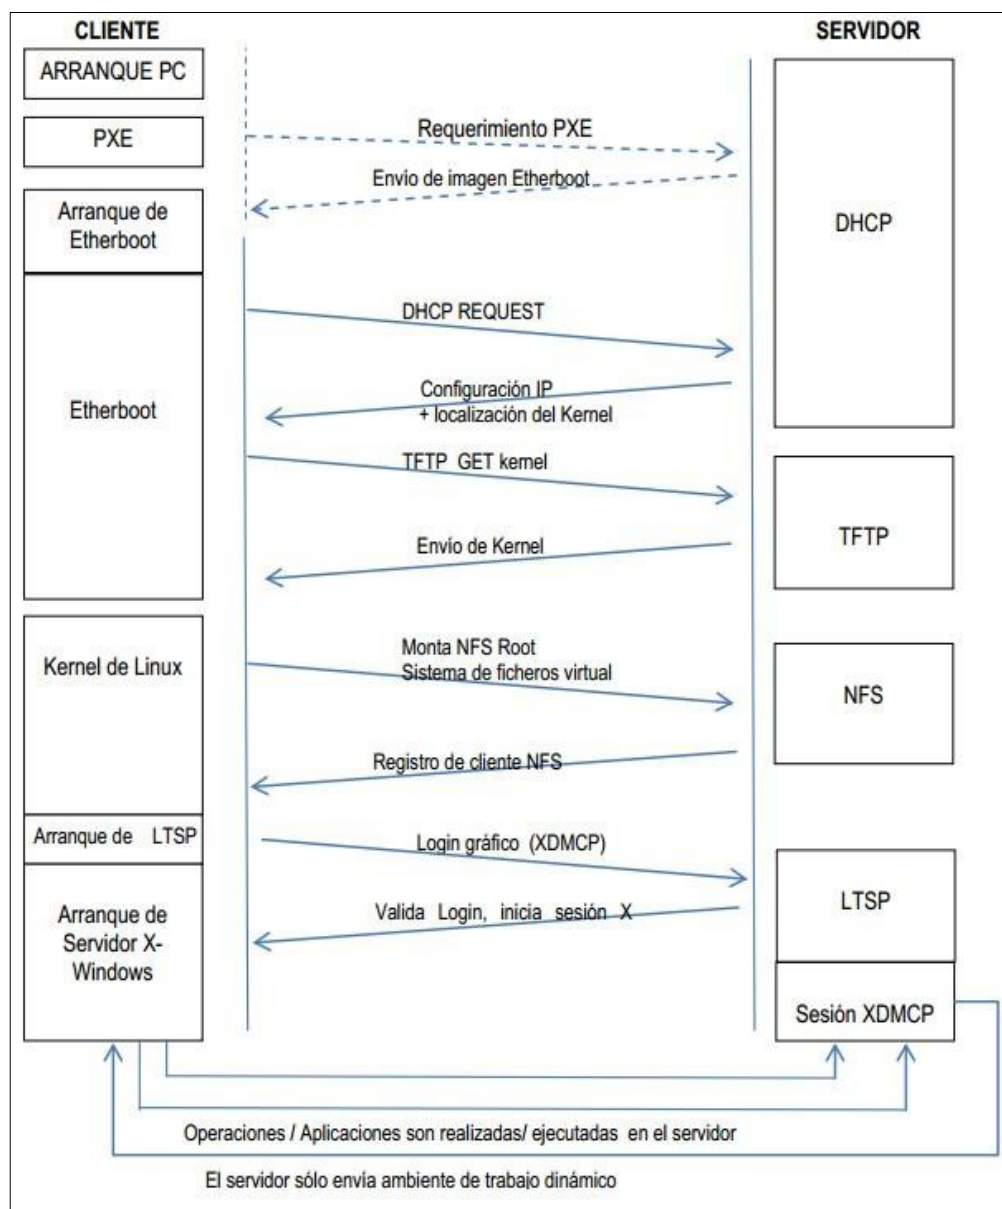 CLIENTE
SERVIDOR
ARRANQUE PC
PXE
Requerimiento PXE
Envío de imagen Etherboot
Arranque de
Etherboot
DHCP
DHCP REQUEST
Etherboot
Configuración IP
+ localización del Kernel
TFTP GET kernel
TFTP
Envío de Kernel
Kernel de Linux
Monta NFS Root
Sistema de ficheros virtual
NFS
Registro de cliente NFS
Arranque de LTSP
Login gráfico (XDMCP)
LTSP
Valida Login, inicia sesión X
Arranque de
Servidor X-
Windows
Sesión XDMCP
Operaciones / Aplicaciones son realizadas/ ejecutadas en el servidor
El servidor sólo envía ambiente de trabajo dinámico